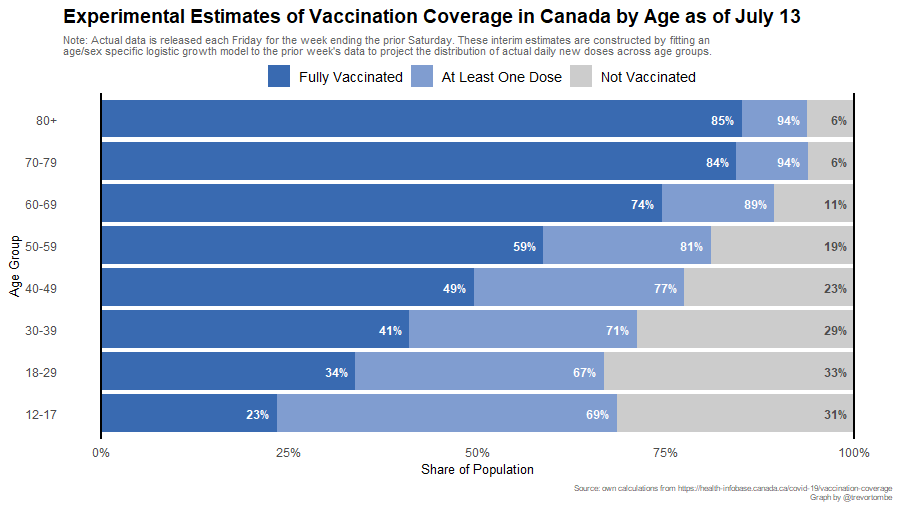 Experimental Estimates of Vaccination Coverage in Canada by Age as of July 13
Note: Actual data is released each Friday for the week ending the prior Saturday. These interim estimates are constructed by fitting an
age/sex specific logistic growth model to the prior week's data to project the distribution of actual daily new doses across age groups.
Fully Vaccinated At Least One Dose Not Vaccinated
80+ 85% 94% 6%
70-79 84% 94% 6%
60-69 74% 89% 11%
50-59 59% 81% 19%
Age Group
40-49 49% 77% 23%
30-39 41% 71% 29%
18-29 34% 67% 33%
12-17 23% 69% 31%
0% 25% 50% 75% 100%
Share of Population
Source: own calculations from https://health-infobase.canada.ca/covid-19/vaccination-coverage
Graph by @trevortombe